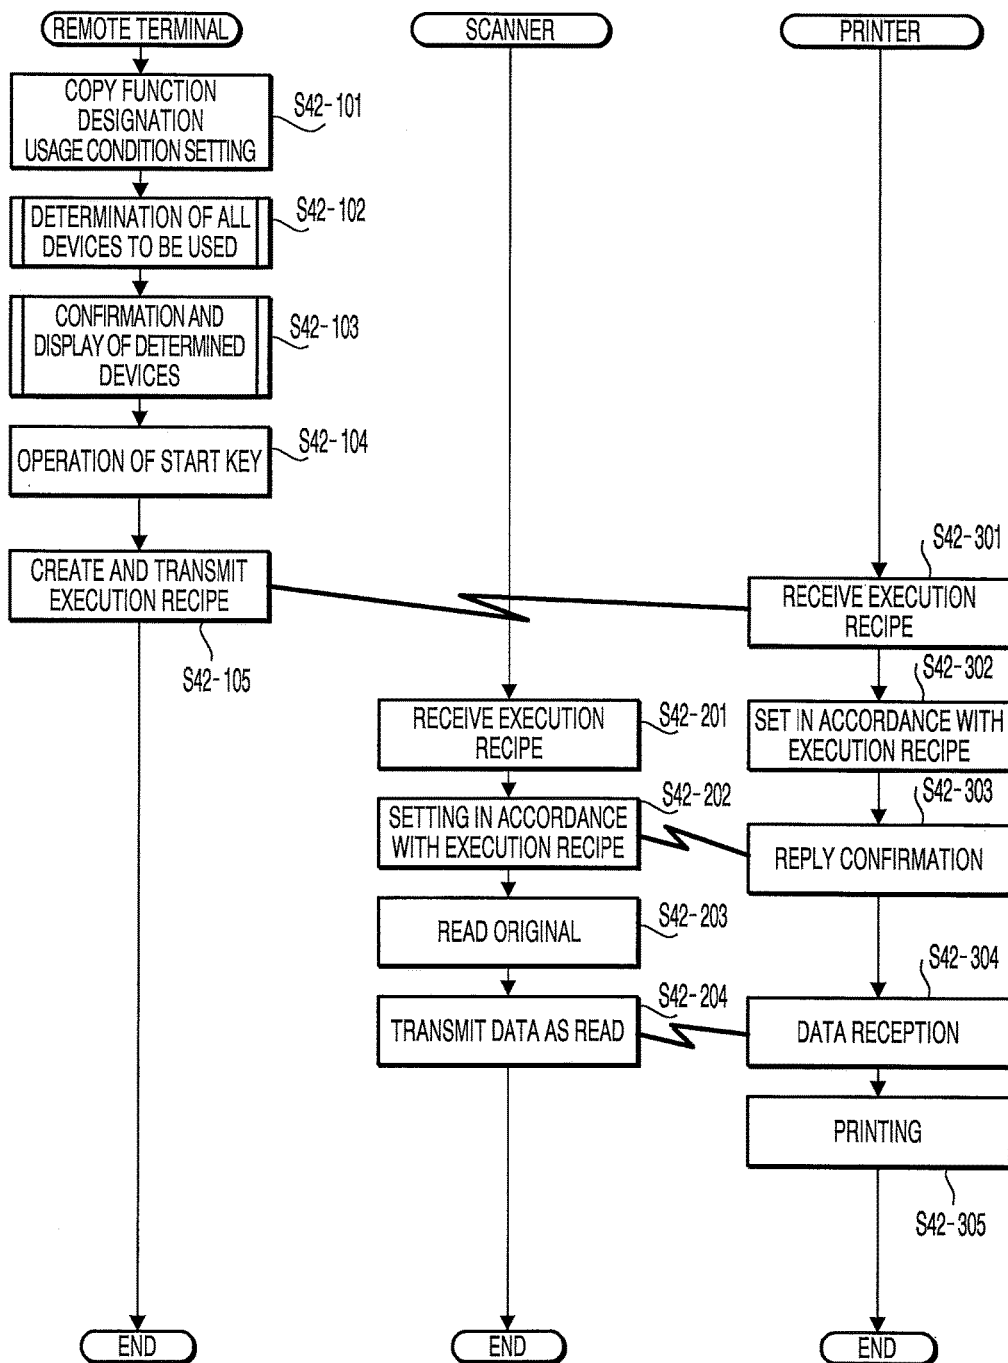 REMOTE TERMINAL
COPY FUNCTION
DESIGNATION
USAGE CONDITION SETTING
S42-101
DETERMINATION OF ALL
DEVICES TO BE USED
S42-102
CONFIRMATION AND
DISPLAY OF DETERMINED
DEVICES
S42-103
OPERATION OF START KEY
S42-104
CREATE AND TRANSMIT
EXECUTION RECIPE
S42-105
END
SCANNER
RECEIVE EXECUTION
RECIPE
S42-201
SETTING IN ACCORDANCE
WITH EXECUTION RECIPE
S42-202
READ ORIGINAL
S42-203
TRANSMIT DATA AS READ
S42-204
END
PRINTER
S42-301
RECEIVE EXECUTION
RECIPE
S42-302
SET IN ACCORDANCE WITH
EXECUTION RECIPE
S42-303
REPLY CONFIRMATION
S42-304
DATA RECEPTION
PRINTING
S42-305
END